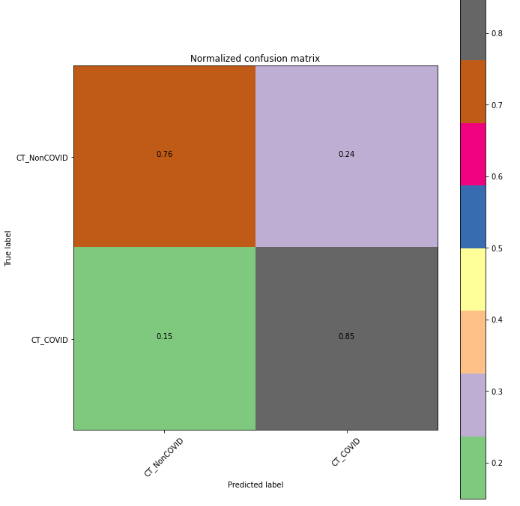 Normalized confusion matrix
True label
CT_NonCOVID
0.76
0.24
CT_COVID
0.15
0.85
CT_NonCOVID
CT_COVID
Predicted label
0.8
0.7
0.6
0.5
0.4
0.3
0.2